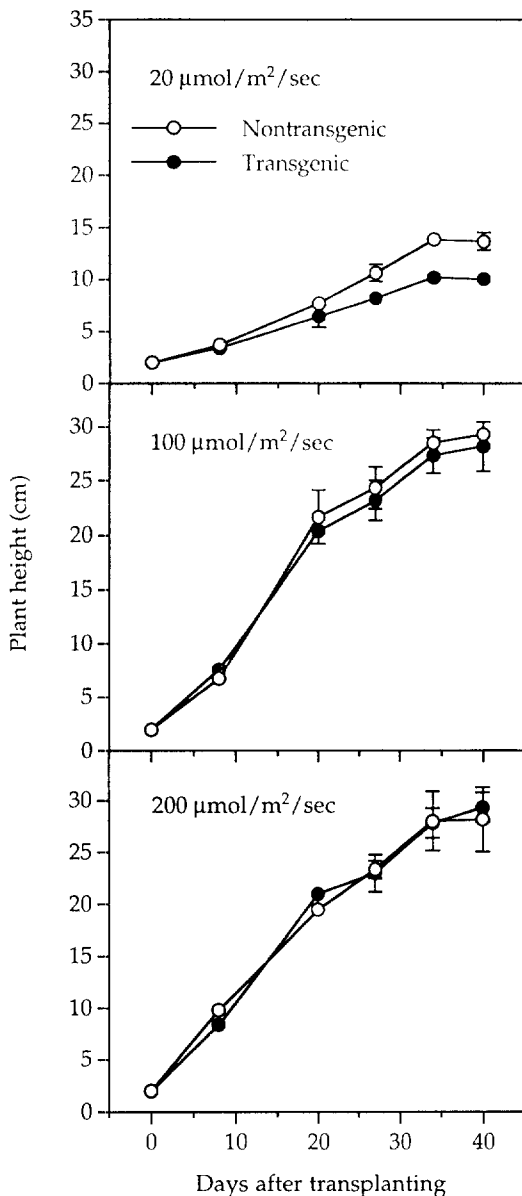 35
30
25
20
15
10
5
0
20 µmol/m²/sec
Nontransgenic
Transgenic
30
25
20
15
10
5
0
100 µmol/m²/sec
Plant height (cm)
30
25
20
15
10
5
0
200 µmol/m²/sec
0 10 20 30 40
Days after transplanting